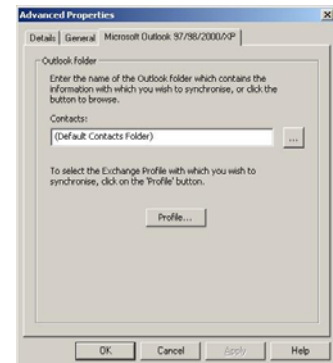 Advanced Properties
Details General Microsoft Outlook 97/98/2000/XP
Outlook folder
Enter the name of the Outlook folder which contains the
information with which you wish to synchronise, or click the
button to browse.
Contacts:
(Default Contacts Folder)
...
To select the Exchange Profile with which you wish to
synchronise, click on the 'Profile' button.
Profile...
OK Cancel Apply Help